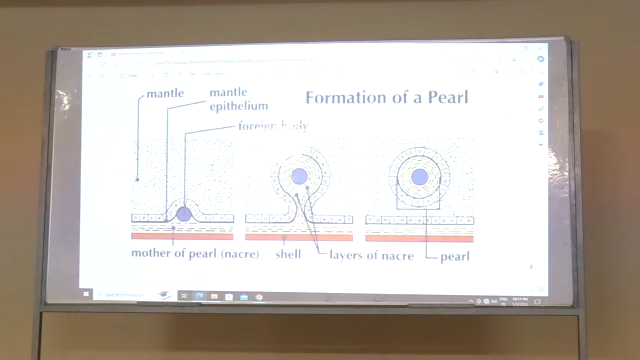 Formation of a Pearl
mantle
mantle
epithelium
foreign body
mother of pearl (nacre)
shell
layers of nacre
pearl